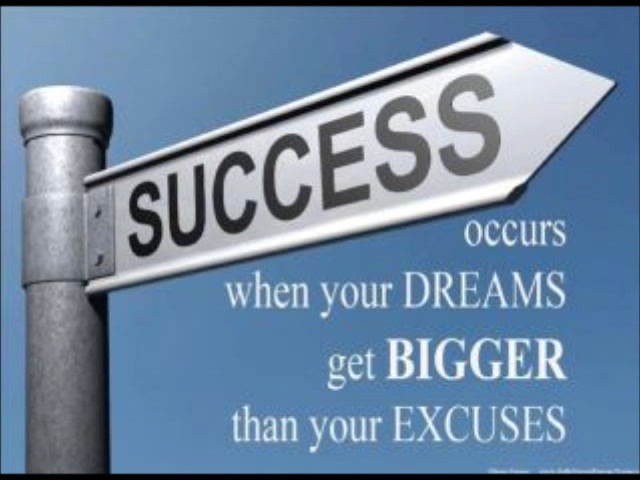 SUCCESS
occurs
when your DREAMS
get BIGGER
than your EXCUSES